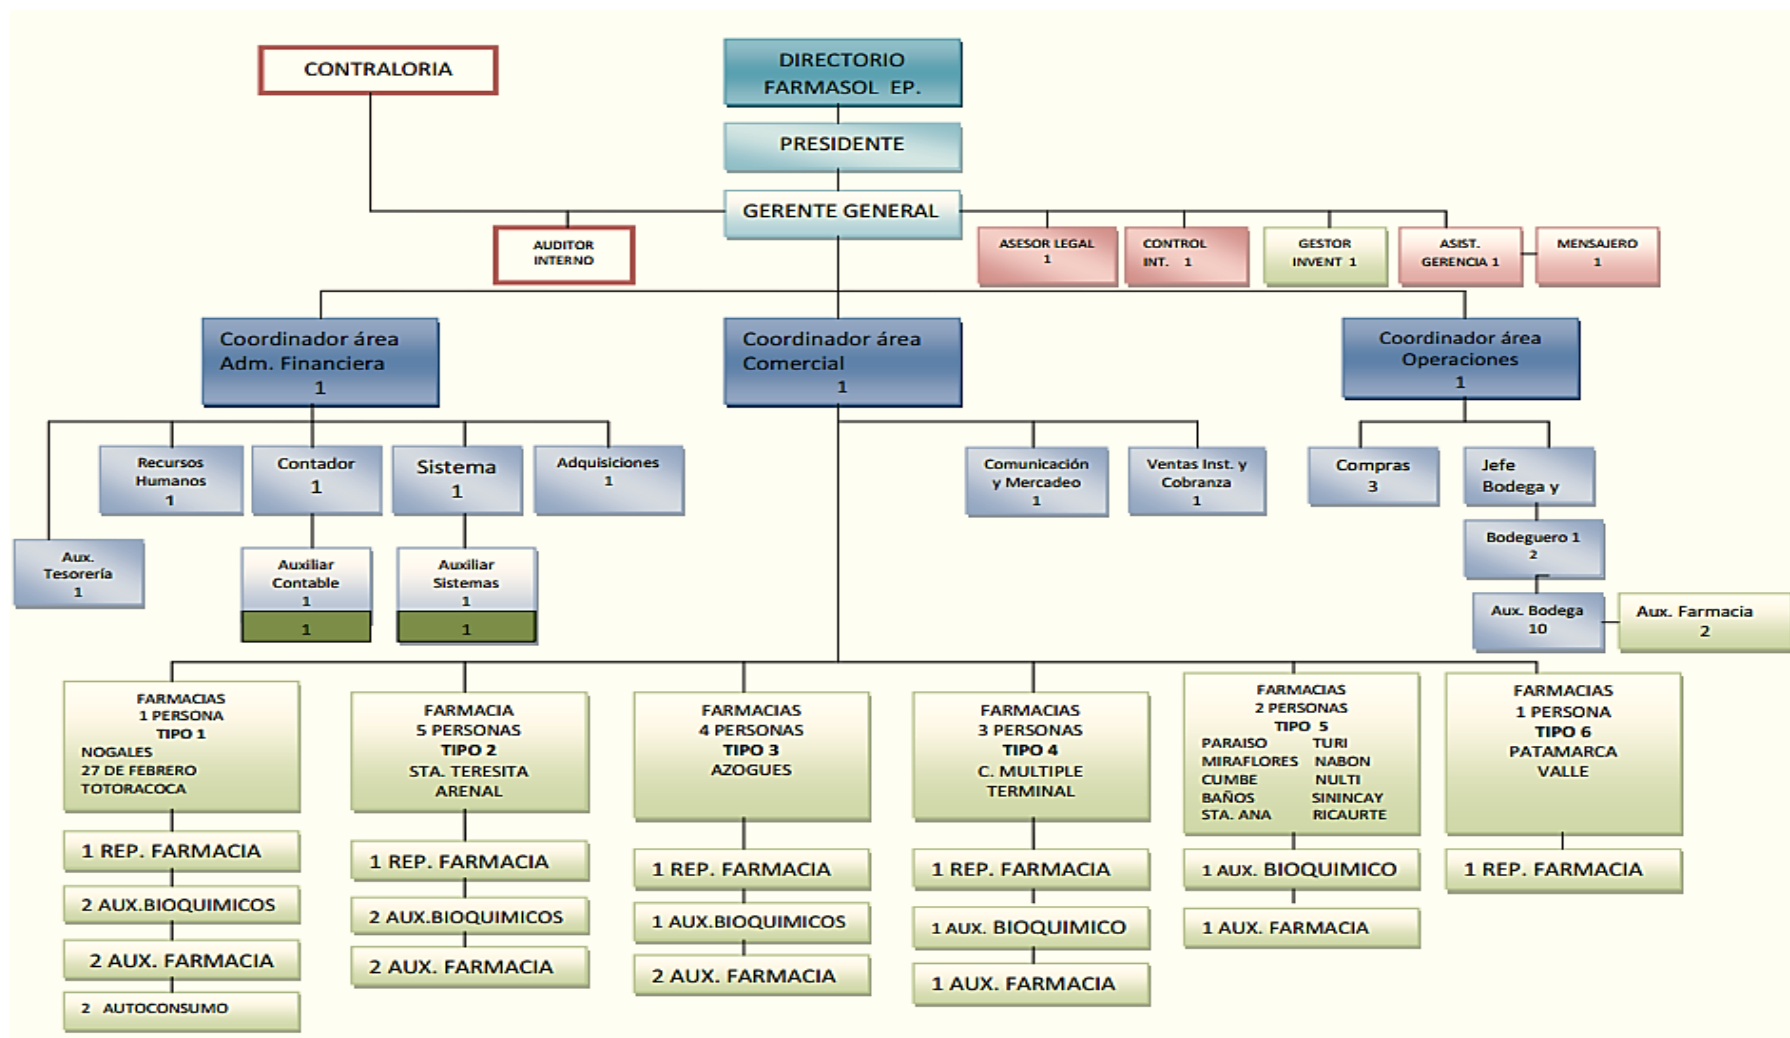 CONTRALORIA
DIRECTORIO
FARMASOL EP.
PRESIDENTE
GERENTE GENERAL
AUDITOR
INTERNO
ASESOR LEGAL
1
CONTROL
INT. 1
GESTOR
INVENT 1
ASIST.
GERENCIA 1
MENSAJERO
1
Coordinador área
Adm. Financiera
1
Coordinador área
Comercial
1
Coordinador área
Operaciones
1
Recursos
Humanos
1
Contador
1
Sistema
1
Adquisiciones
1
Comunicación
y Mercadeo
1
Ventas Inst. y
Cobranza
1
Compras
3
Jefe
Bodega y
Aux.
Tesorería
1
Auxiliar
Contable
1
1
Auxiliar
Sistemas
1
1
Bodeguero 1
2
Aux. Bodega
10
Aux. Farmacia
2
FARMACIAS
1 PERSONA
TIPO 1
NOGALES
27 DE FEBRERO
TOTORACOCA
1 REP. FARMACIA
2 AUX.BIOQUIMICOS
2 AUX. FARMACIA
2 AUTOCONSUMO
FARMACIA
5 PERSONAS
TIPO 2
STA. TERESITA
ARENAL
1 REP. FARMACIA
2 AUX.BIOQUIMICOS
2 AUX. FARMACIA
FARMACIAS
4 PERSONAS
TIPO 3
AZOGUES
1 REP. FARMACIA
1 AUX.BIOQUIMICOS
2 AUX. FARMACIA
FARMACIAS
3 PERSONAS
TIPO 4
C. MULTIPLE
TERMINAL
1 REP. FARMACIA
1 AUX. BIOQUIMICO
1 AUX. FARMACIA
FARMACIAS
2 PERSONAS
TIPO 5
PARAISO TURI
MIRAFLORES NABON
CUMBE NULTI
BAÑOS SININCAY
STA. ANA RICAURTE
1 AUX. BIOQUIMICO
1 AUX. FARMACIA
FARMACIAS
1 PERSONA
TIPO 6
PATAMARCA
VALLE
1 REP. FARMACIA